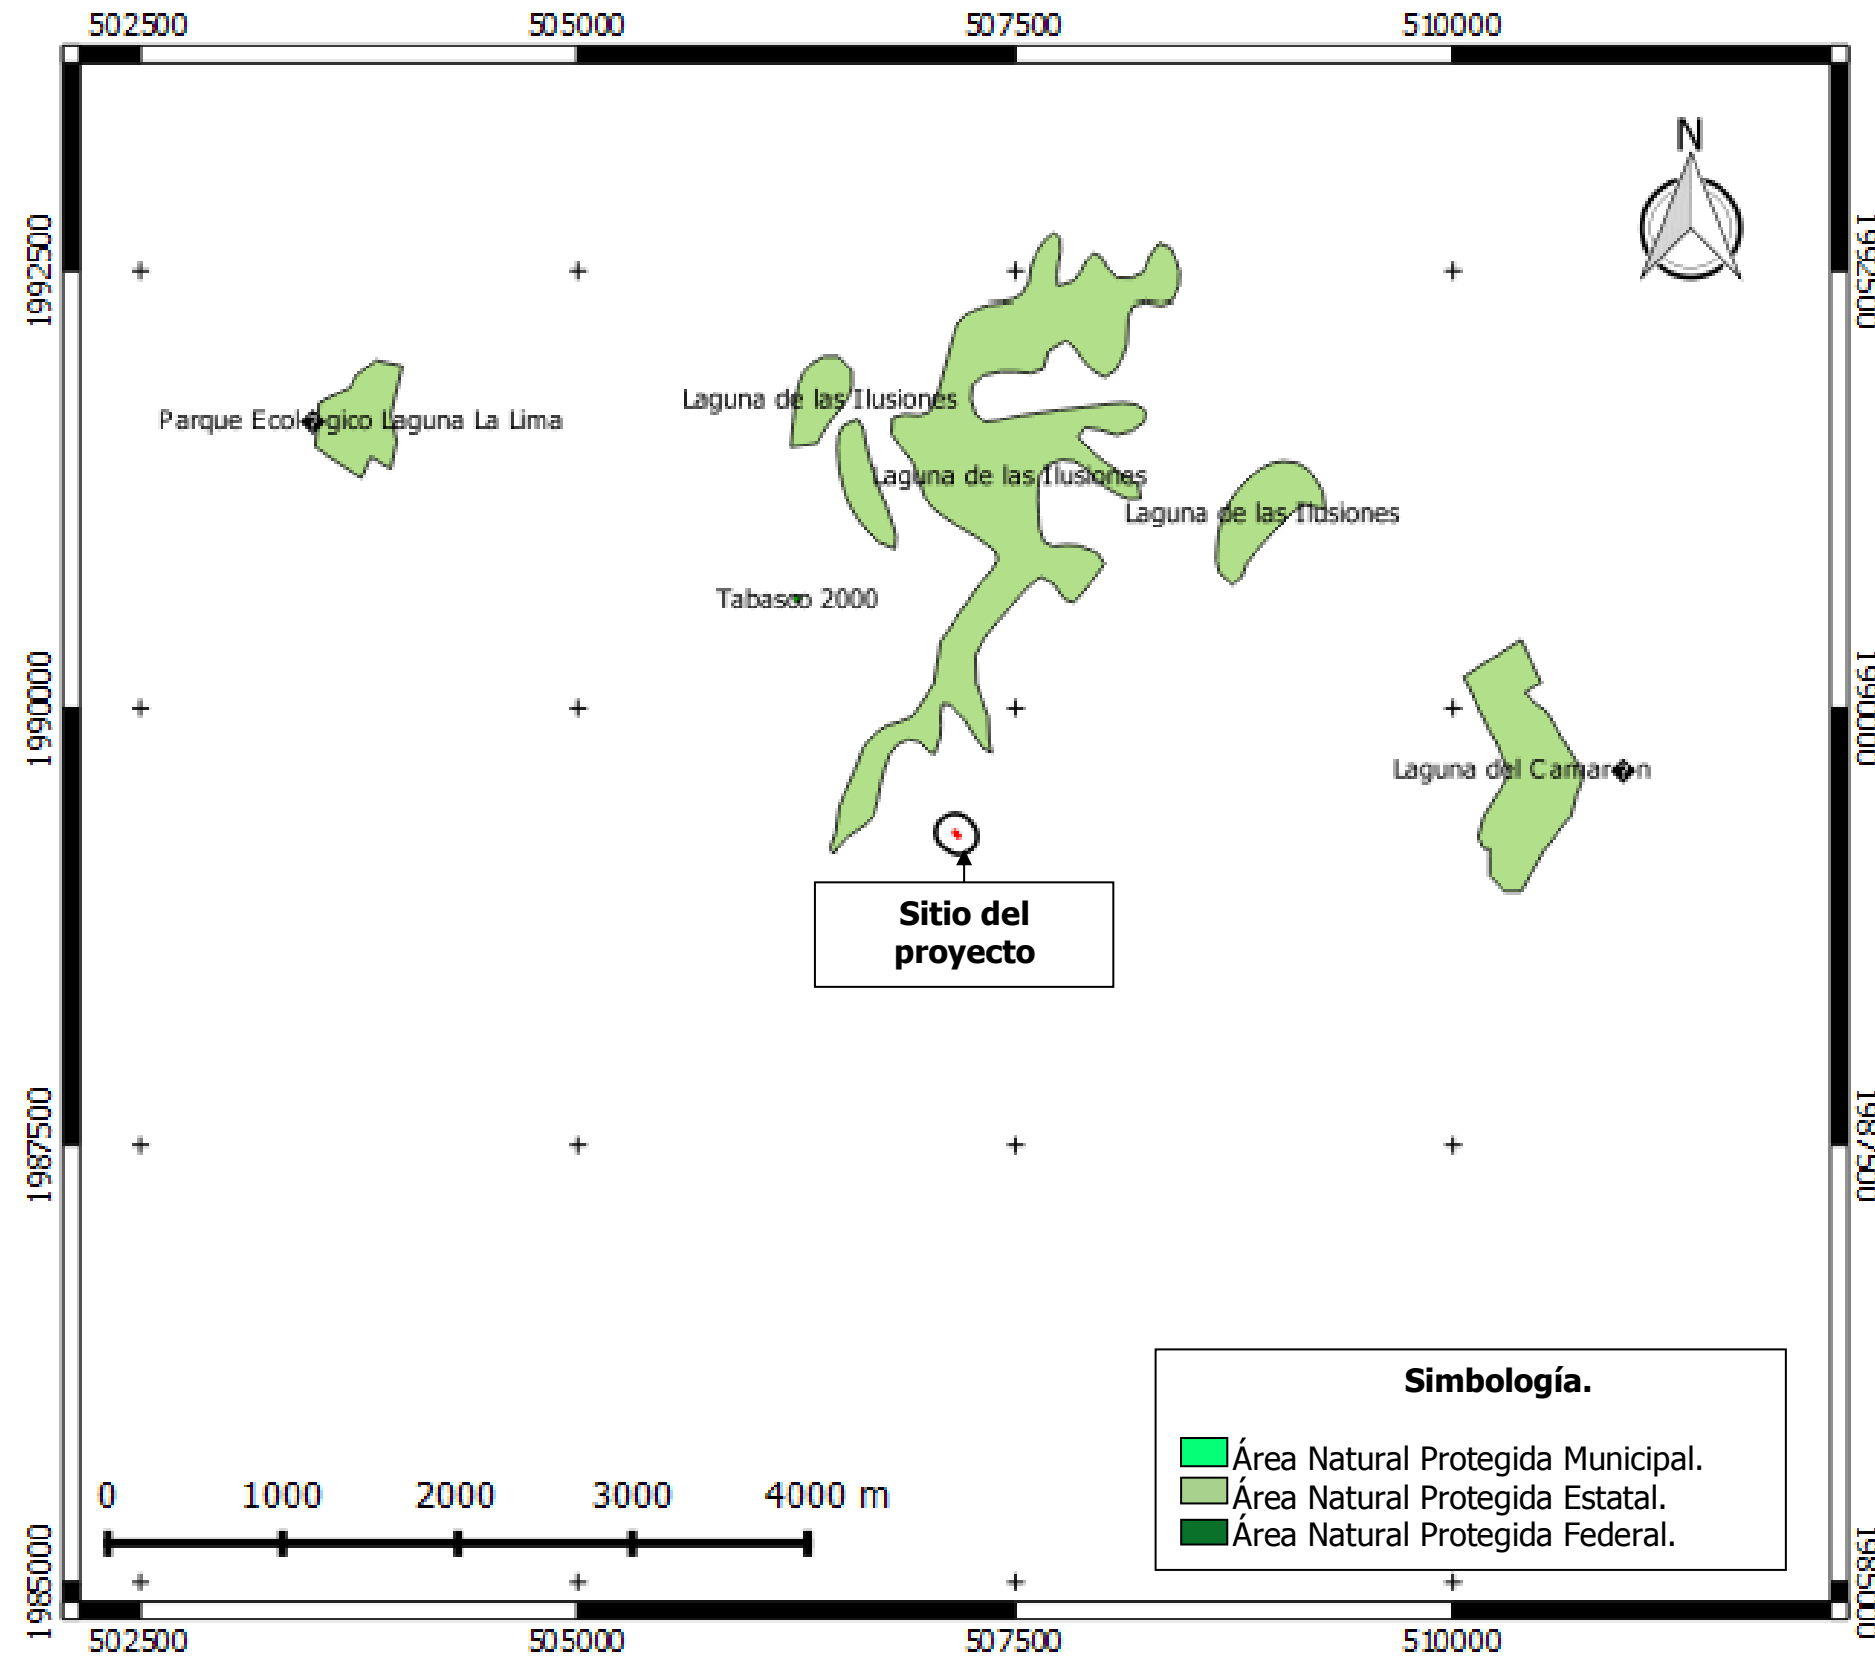 502500 505000 507500 510000
N
1992500 1992500
Parque Ecol�gico Laguna La Lima
Laguna de las Ilusiones
Laguna de las Ilusiones
Laguna de las Ilusiones
Tabasco 2000
1990000 1990000
Laguna del Camar�n
Sitio del
proyecto
1987500 1987500
Simbología.
Área Natural Protegida Municipal.
Área Natural Protegida Estatal.
Área Natural Protegida Federal.
0 1000 2000 3000 4000 m
1985000 1985000
502500 505000 507500 510000